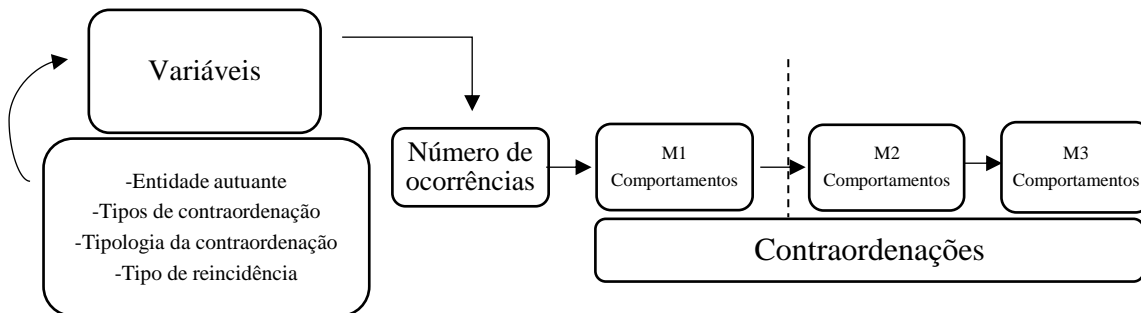 Variáveis
-Entidade autuante
-Tipos de contraordenação
-Tipologia da contraordenação
-Tipo de reincidência
Número de
ocorrências
M1
Comportamentos
M2
Comportamentos
M3
Comportamentos
Contraordenações